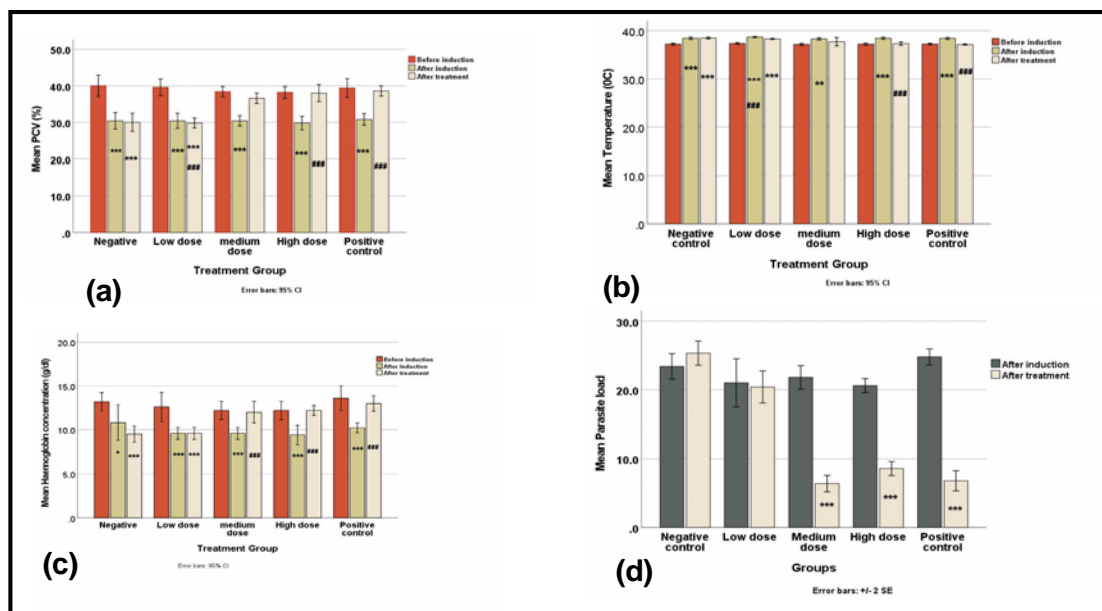 50.0
40.0
30.0
20.0
10.0
.0
Mean PCV (%)
Before induction
After induction
After treatment
*** *** *** *** *** *** ***
### ### ###
Negative Low dose medium dose High dose Positive control
Treatment Group
Error bars: 95% CI
(a)
40.0
30.0
20.0
10.0
.0
Mean Temperature (0C)
Before induction
After induction
After treatment
*** *** *** *** ** *** ***
### ### ###
Negative control Low dose medium dose High dose Positive control
Treatment Group
Error bars: 95% CI
(b)
20.0
15.0
10.0
5.0
.0
Mean Haemoglobin concentration (g/dl)
Before induction
After induction
After treatment
* *** *** *** *** ### *** ### *** ###
Negative Low dose medium dose High dose Positive control
Treatment Group
Error bars: 95% CI
(c)
30.0
20.0
10.0
.0
Mean Parasite load
After induction
After treatment
*** *** ***
Negative control Low dose Medium dose High dose Positive control
Groups
Error bars: +/- 2 SE
(d)